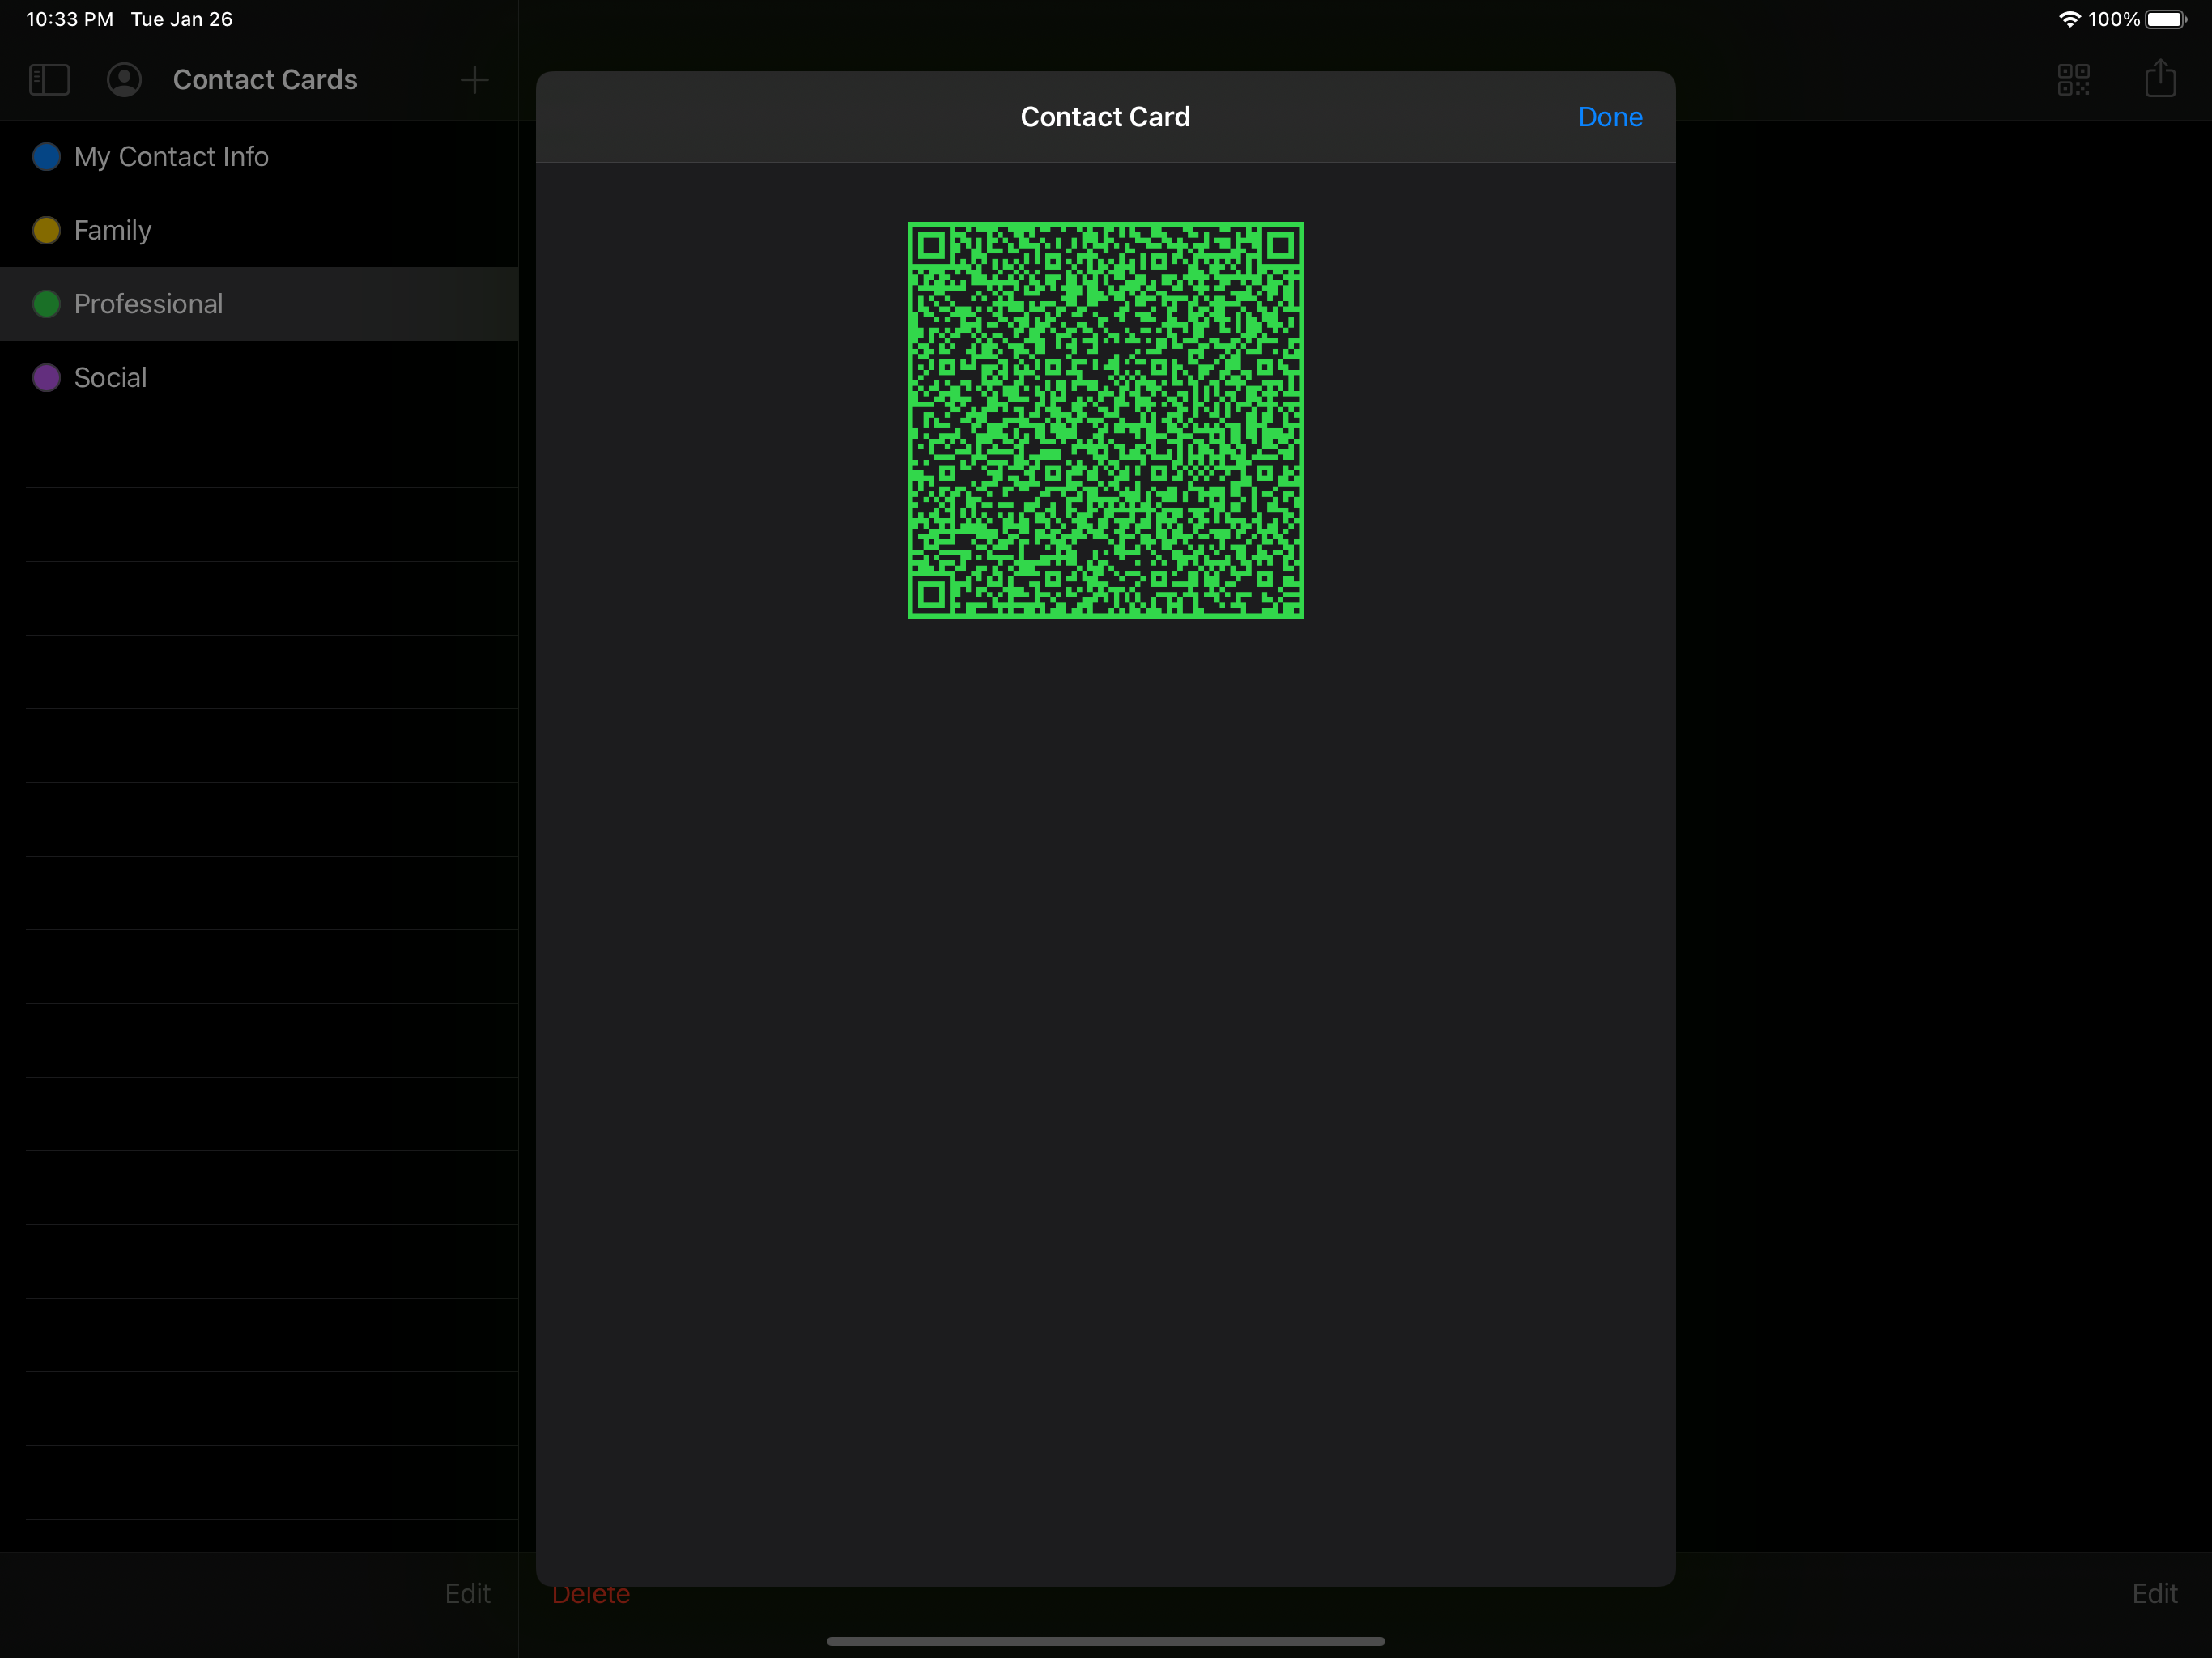 10:33 PM Tue Jan 26
100%
Contact Cards
My Contact Info
Family
Professional
Social
Edit
Contact Card
Done
Delete
Edit